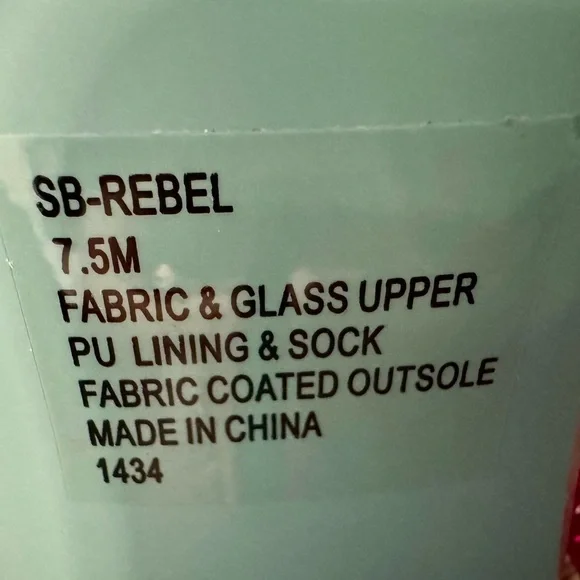 SB-REBEL
7.5M
FABRIC & GLASS UPPER
PU LINING & SOCK
FABRIC COATED OUTSOLE
MADE IN CHINA
1434